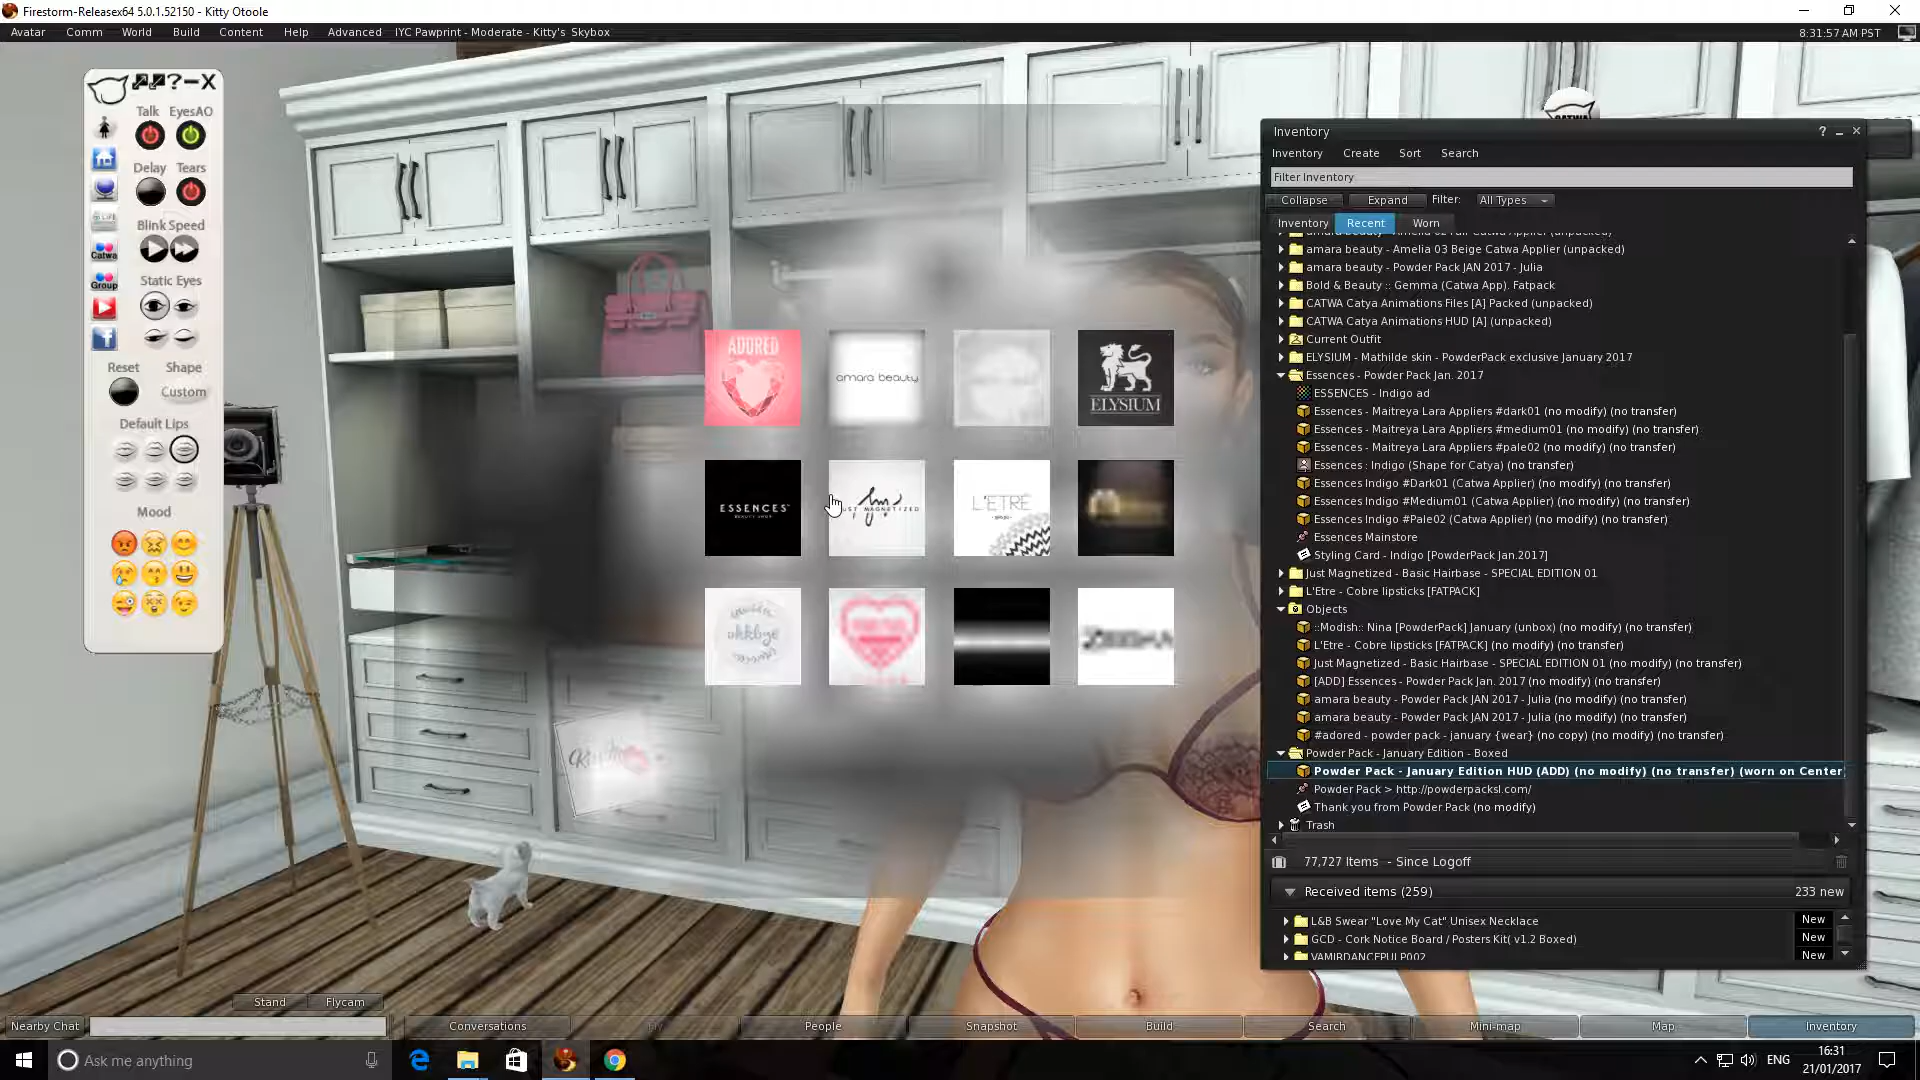 Firestorm-Releasex64 5.0.1.52150 - Kitty Otoole
Avatar Comm World Build Content Help Advanced IYC Pawprint - Moderate - Kitty's Skybox 8:31:57 AM PST
? – X
Talk EyesAO
Delay Tears
Blink Speed
Catwa
Group
Static Eyes
Reset Shape
Custom
Default Lips
Mood
ADORED
amara beauty
ELYSIUM
ESSENCES
JUST MAGNETIZED
L'ETRE
okkbye
Inventory
Inventory Create Sort Search
Filter Inventory
Collapse Expand Filter: All Types
Inventory Recent Worn
amara beauty - Amelia 03 Beige Catwa Applier (unpacked)
amara beauty - Powder Pack JAN 2017 - Julia
Bold & Beauty :: Gemma (Catwa App). Fatpack
CATWA Catya Animations Files [A] Packed (unpacked)
CATWA Catya Animations HUD [A] (unpacked)
Current Outfit
ELYSIUM - Mathilde skin - PowderPack exclusive January 2017
Essences - Powder Pack Jan. 2017
ESSENCES - Indigo ad
Essences - Maitreya Lara Appliers #dark01 (no modify) (no transfer)
Essences - Maitreya Lara Appliers #medium01 (no modify) (no transfer)
Essences - Maitreya Lara Appliers #pale02 (no modify) (no transfer)
Essences : Indigo (Shape for Catya) (no transfer)
Essences Indigo #Dark01 (Catwa Applier) (no modify) (no transfer)
Essences Indigo #Medium01 (Catwa Applier) (no modify) (no transfer)
Essences Indigo #Pale02 (Catwa Applier) (no modify) (no transfer)
Essences Mainstore
Styling Card - Indigo [PowderPack Jan.2017]
Just Magnetized - Basic Hairbase - SPECIAL EDITION 01
L'Etre - Cobre lipsticks [FATPACK]
Objects
::Modish:: Nina [PowderPack] January (unbox) (no modify) (no transfer)
L'Etre - Cobre lipsticks [FATPACK] (no modify) (no transfer)
Just Magnetized - Basic Hairbase - SPECIAL EDITION 01 (no modify) (no transfer)
[ADD] Essences - Powder Pack Jan. 2017 (no modify) (no transfer)
amara beauty - Powder Pack JAN 2017 - Julia (no modify) (no transfer)
amara beauty - Powder Pack JAN 2017 - Julia (no modify) (no transfer)
#adored - powder pack - january {wear} (no copy) (no modify) (no transfer)
Powder Pack - January Edition - Boxed
Powder Pack - January Edition HUD (ADD) (no modify) (no transfer) (worn on Center
Powder Pack > http://powderpacksl.com/
Thank you from Powder Pack (no modify)
Trash
77,727 Items - Since Logoff
Received items (259) 233 new
L&B Swear "Love My Cat" Unisex Necklace New
GCD - Cork Notice Board / Posters Kit( v1.2 Boxed) New
VAMIRDANCEPULP002 New
Stand Flycam
Nearby Chat Conversations Fly People Snapshot Build Search Mini-map Map Inventory
Ask me anything ENG 16:31
21/01/2017